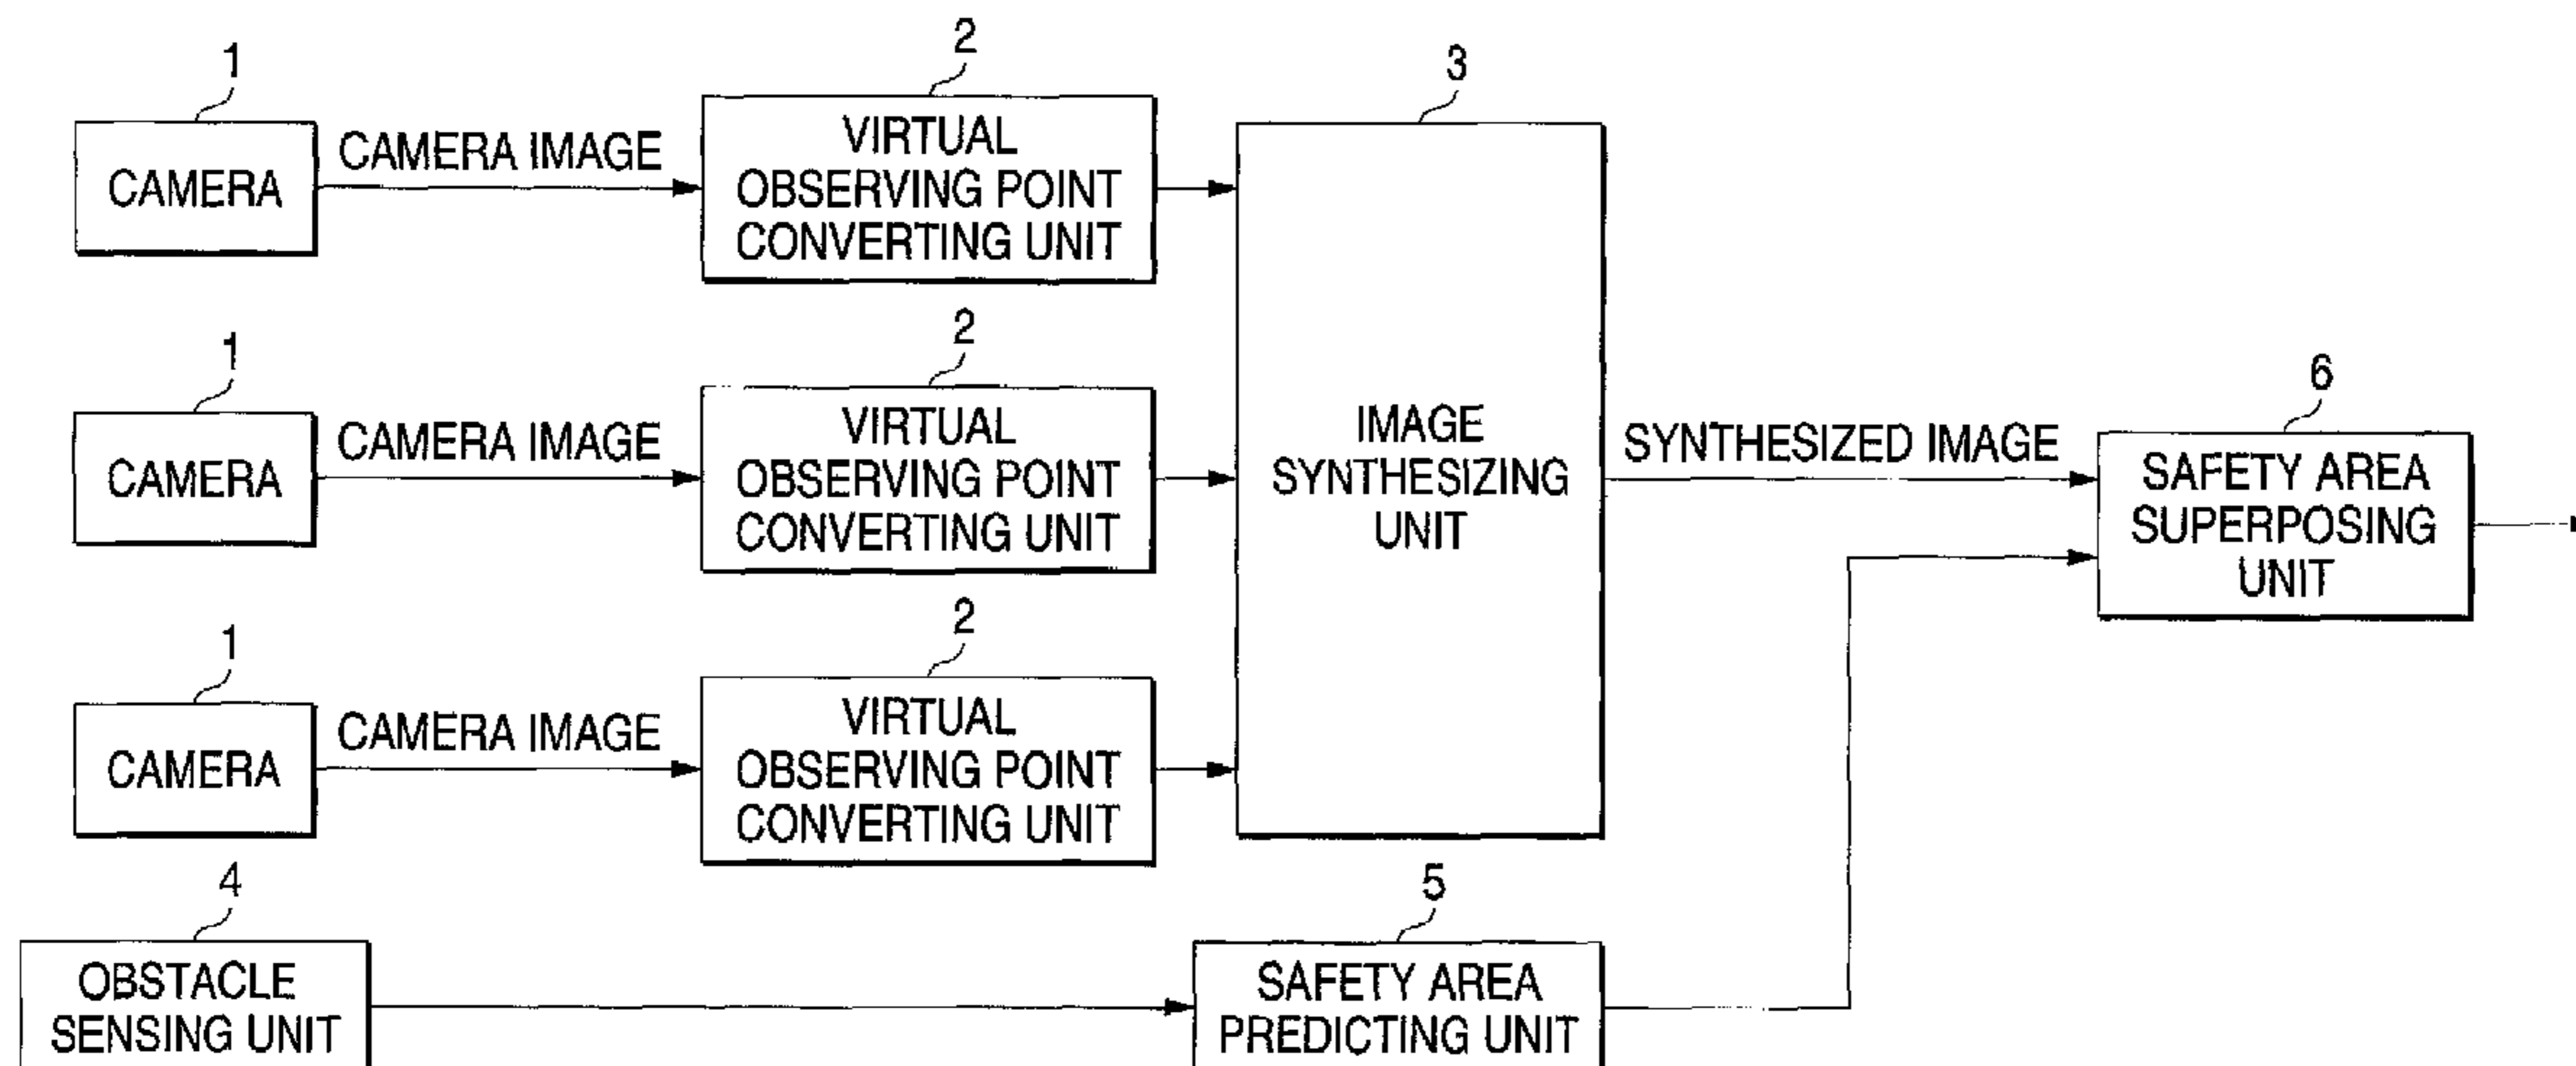 1
CAMERA
CAMERA IMAGE
2
VIRTUAL
OBSERVING POINT
CONVERTING UNIT
1
CAMERA
CAMERA IMAGE
2
VIRTUAL
OBSERVING POINT
CONVERTING UNIT
1
CAMERA
CAMERA IMAGE
2
VIRTUAL
OBSERVING POINT
CONVERTING UNIT
3
IMAGE
SYNTHESIZING
UNIT
SYNTHESIZED IMAGE
4
OBSTACLE
SENSING UNIT
5
SAFETY AREA
PREDICTING UNIT
6
SAFETY AREA
SUPERPOSING
UNIT